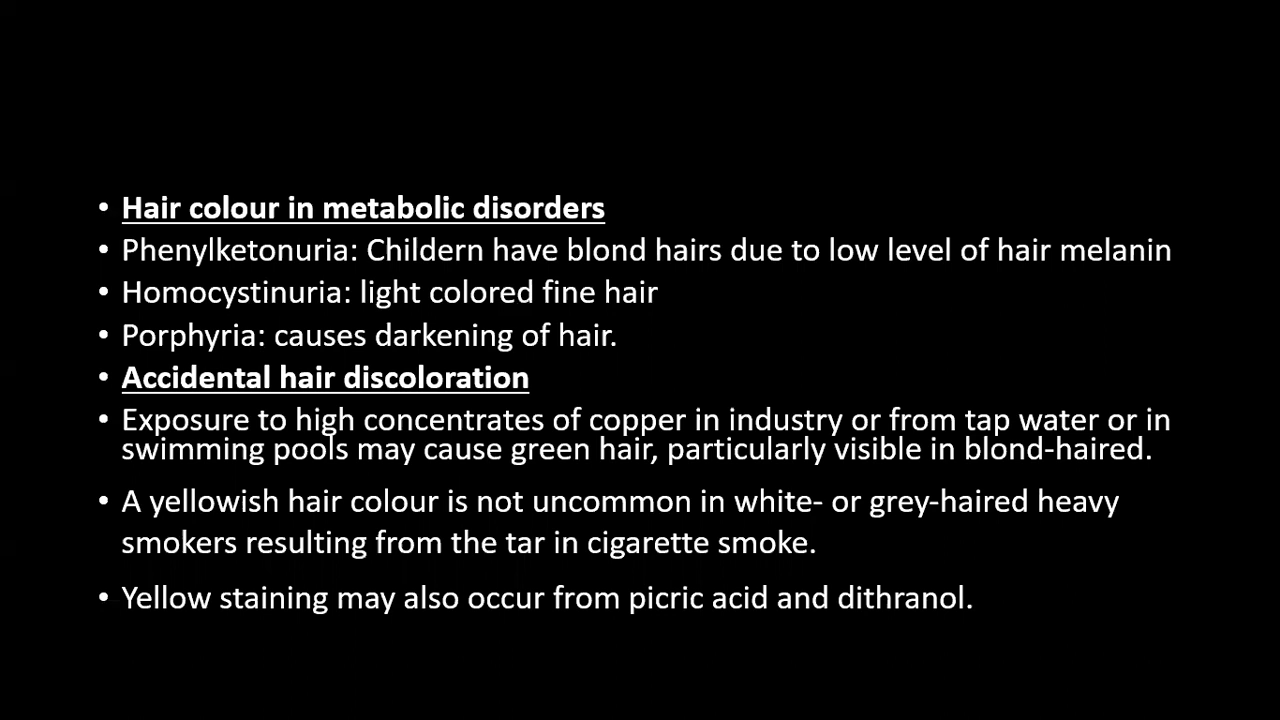 • Hair colour in metabolic disorders
• Phenylketonuria: Childern have blond hairs due to low level of hair melanin
• Homocystinuria: light colored fine hair
• Porphyria: causes darkening of hair.
• Accidental hair discoloration
• Exposure to high concentrates of copper in industry or from tap water or in
swimming pools may cause green hair, particularly visible in blond-haired.
• A yellowish hair colour is not uncommon in white- or grey-haired heavy
smokers resulting from the tar in cigarette smoke.
• Yellow staining may also occur from picric acid and dithranol.